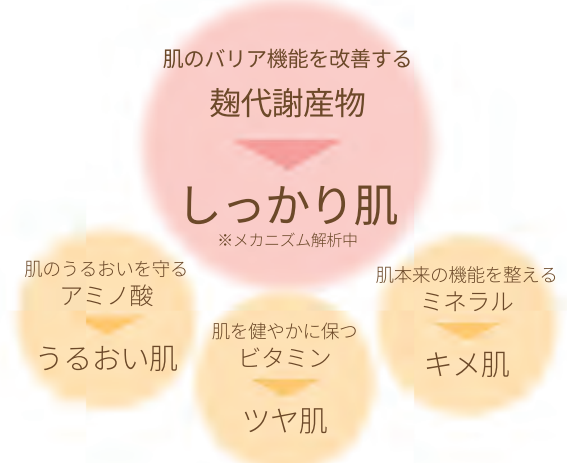 肌のバリア機能を改善する
麹代謝産物
しっかり肌
※メカニズム解析中
肌のうるおいを守る
アミノ酸
うるおい肌
肌を健やかに保つ
ビタミン
ツヤ肌
肌本来の機能を整える
ミネラル
キメ肌